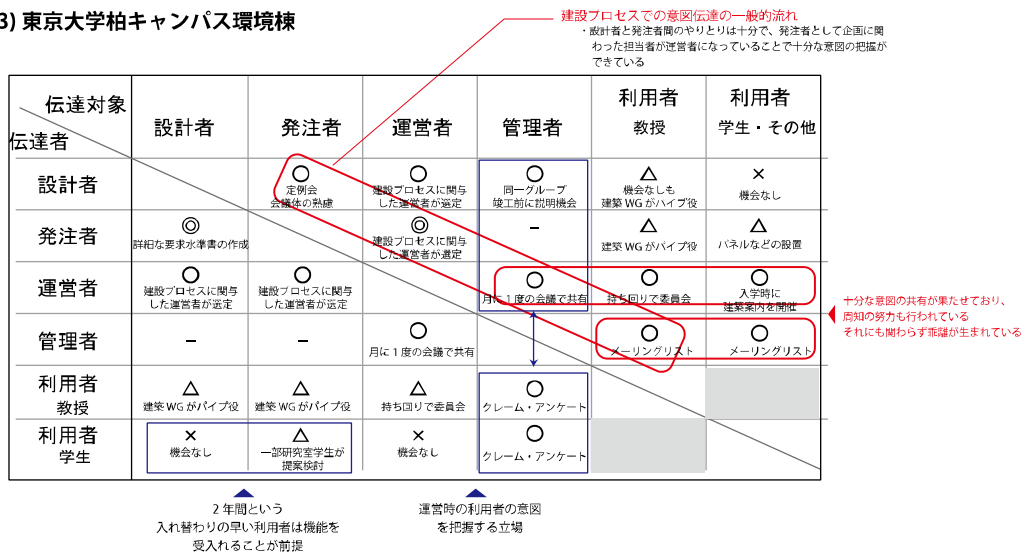 3) 東京大学柏キャンパス環境棟
建設プロセスでの意図伝達の一般的流れ
・設計者と発注者間のやりとりは十分で、発注者として企画に関
わった担当者が運営者になっていることで十分な意図の把握が
できている
伝達対象
伝達者
設計者
発注者
運営者
管理者
利用者
教授
利用者
学生・その他
設計者
○
定例会
会議体の熟慮
○
建設プロセスに関与
した運営者が選定
○
同一グループ
竣工前に説明機会
△
機会なしも
建築 WG がパイプ役
×
機会なし
発注者
◎
詳細な要求水準書の作成
◎
建設プロセスに関与
した運営者が選定
−
△
建築 WG がパイプ役
△
パネルなどの設置
運営者
○
建設プロセスに関与
した運営者が選定
○
建設プロセスに関与
した運営者が選定
○
月に 1 度の会議で共有
○
持ち回りで委員会
○
入学時に
建築案内を開催
管理者
−
−
○
月に 1 度の会議で共有
○
メーリングリスト
○
メーリングリスト
利用者
教授
△
建築 WG がパイプ役
△
建築 WG がパイプ役
△
持ち回りで委員会
○
クレーム・アンケート
利用者
学生
×
機会なし
△
一部研究室学生が
提案検討
×
機会なし
○
クレーム・アンケート
十分な意図の共有が果たせており、
周知の努力も行われている
それにも関わらず乖離が生まれている
2 年間という
入れ替わりの早い利用者は機能を
受入れることが前提
運営時の利用者の意図
を把握する立場